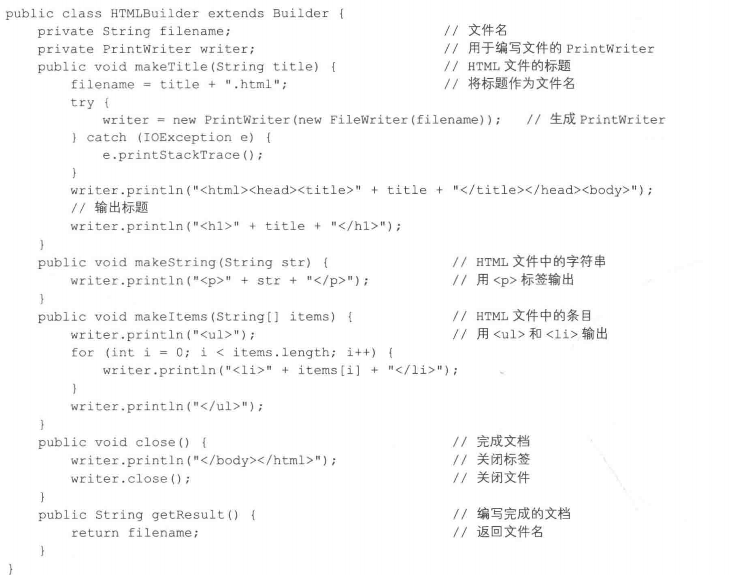 public class HTMLBuilder extends Builder {
    private String filename;                          // 文件名
    private PrintWriter writer;                       // 用于编写文件的 PrintWriter
    public void makeTitle(String title) {             // HTML 文件的标题
        filename = title + ".html";                   // 将标题作为文件名
        try {
            writer = new PrintWriter(new FileWriter(filename));   // 生成 PrintWriter
        } catch (IOException e) {
            e.printStackTrace();
        }
        writer.println("<html><head><title>" + title + "</title></head><body>");
        // 输出标题
        writer.println("<h1>" + title + "</h1>");
    }
    public void makeString(String str) {              // HTML 文件中的字符串
        writer.println("<p>" + str + "</p>");         // 用 <p> 标签输出
    }
    public void makeItems(String[] items) {           // HTML 文件中的条目
        writer.println("<ul>");                       // 用 <ul> 和 <li> 输出
        for (int i = 0; i < items.length; i++) {
            writer.println("<li>" + items[i] + "</li>");
        }
        writer.println("</ul>");
    }
    public void close() {                             // 完成文档
        writer.println("</body></html>");             // 关闭标签
        writer.close();                               // 关闭文件
    }
    public String getResult() {                       // 编写完成的文档
        return filename;                              // 返回文件名
    }
}